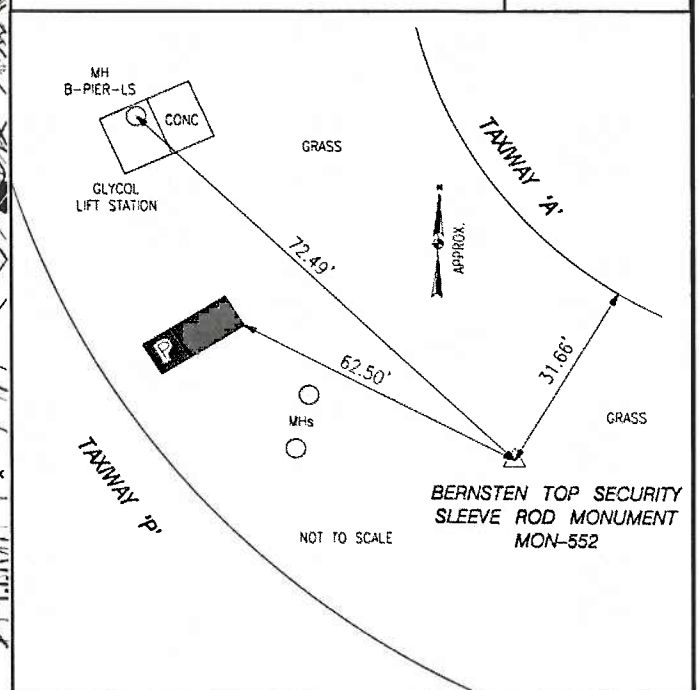 MH
B-PIER-LS
CONC
GLYCOL
LIFT STATION
GRASS
TAXIWAY 'A'
APPROX.
72.49'
62.50'
31.66'
P
MHs
GRASS
TAXIWAY 'P'
NOT TO SCALE
BERNSTEN TOP SECURITY
SLEEVE ROD MONUMENT
MON-552